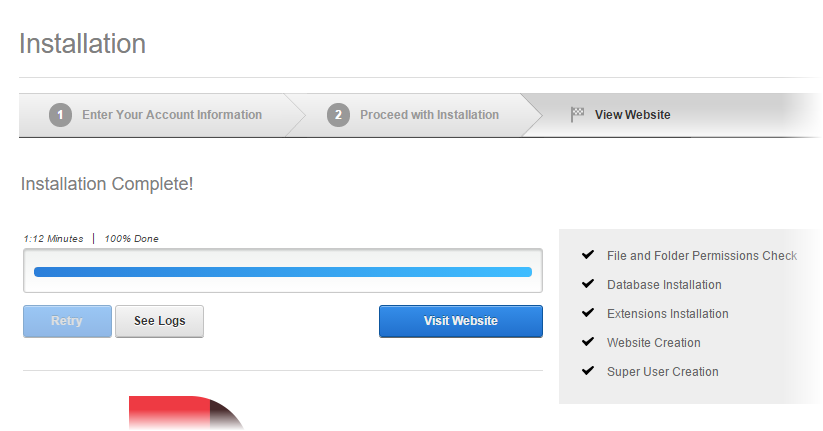 Installation
1 Enter Your Account Information 2 Proceed with Installation View Website
Installation Complete!
1:12 Minutes | 100% Done
Retry See Logs Visit Website
File and Folder Permissions Check
Database Installation
Extensions Installation
Website Creation
Super User Creation